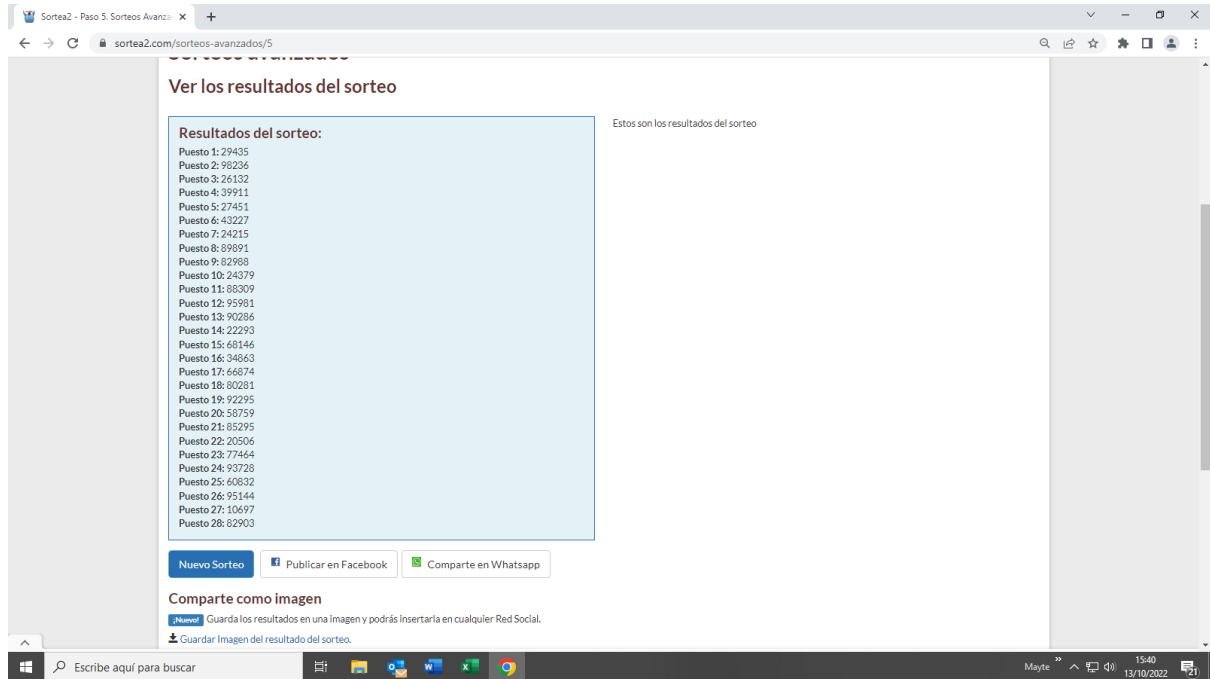 Sortea2 - Paso 5. Sorteos Avanza
sortea2.com/sorteos-avanzados/5
Sorteos avanzados
Ver los resultados del sorteo
Resultados del sorteo:
Puesto 1: 29435
Puesto 2: 98236
Puesto 3: 26132
Puesto 4: 39911
Puesto 5: 27451
Puesto 6: 43227
Puesto 7: 24215
Puesto 8: 89891
Puesto 9: 82988
Puesto 10: 24379
Puesto 11: 88309
Puesto 12: 95981
Puesto 13: 90286
Puesto 14: 22293
Puesto 15: 68146
Puesto 16: 34863
Puesto 17: 66874
Puesto 18: 80281
Puesto 19: 92295
Puesto 20: 58759
Puesto 21: 85295
Puesto 22: 20506
Puesto 23: 77464
Puesto 24: 93728
Puesto 25: 60832
Puesto 26: 95144
Puesto 27: 10697
Puesto 28: 82903
Estos son los resultados del sorteo
Nuevo Sorteo
Publicar en Facebook
Comparte en Whatsapp
Comparte como imagen
¡Nuevo! Guarda los resultados en una imagen y podrás insertarla en cualquier Red Social.
Guardar Imagen del resultado del sorteo.
Escribe aquí para buscar
Mayte
15:40
13/10/2022
21